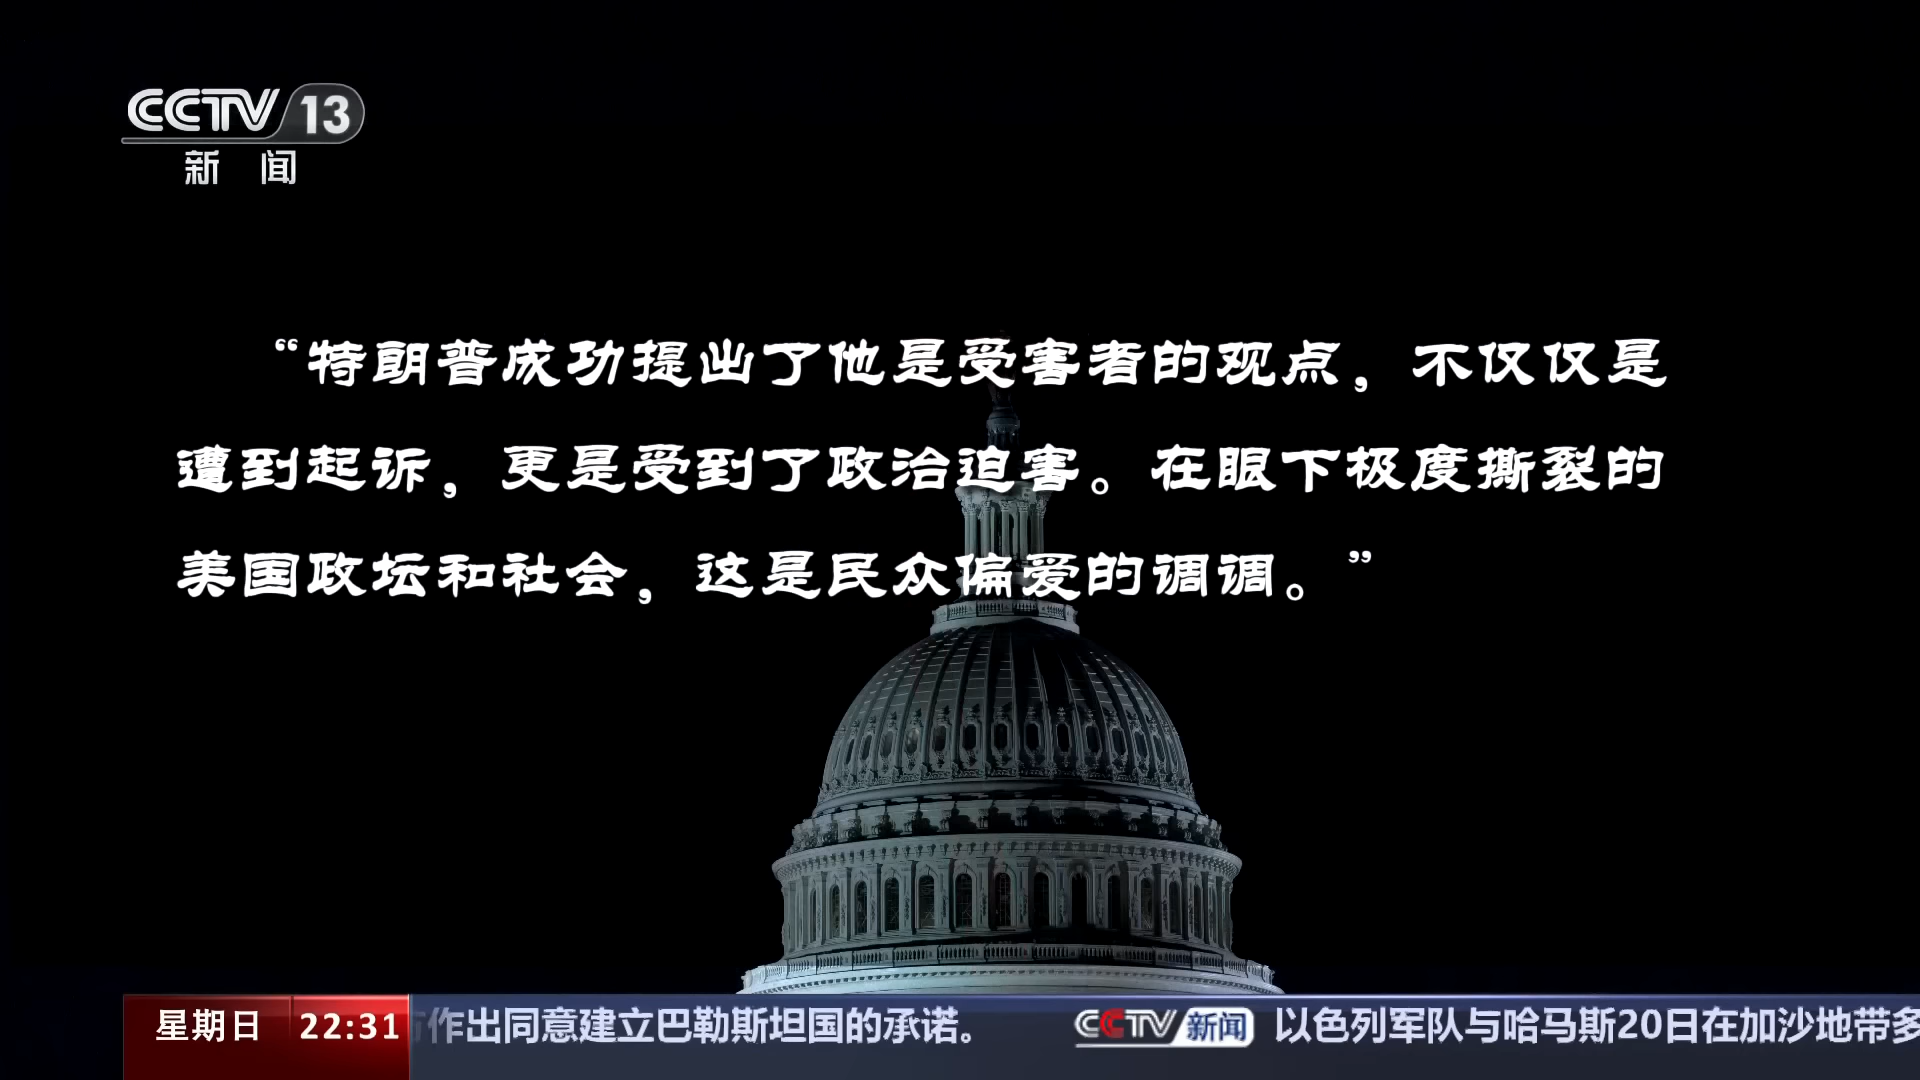 CCTV 13
新闻
“特朗普成功提出了他是受害者的观点，不仅仅是
遭到起诉，更是受到了政治迫害。在眼下极度撕裂的
美国政坛和社会，这是民众偏爱的调调。”
星期日 22:31 作出同意建立巴勒斯坦国的承诺。 CCTV 新闻 以色列军队与哈马斯20日在加沙地带多